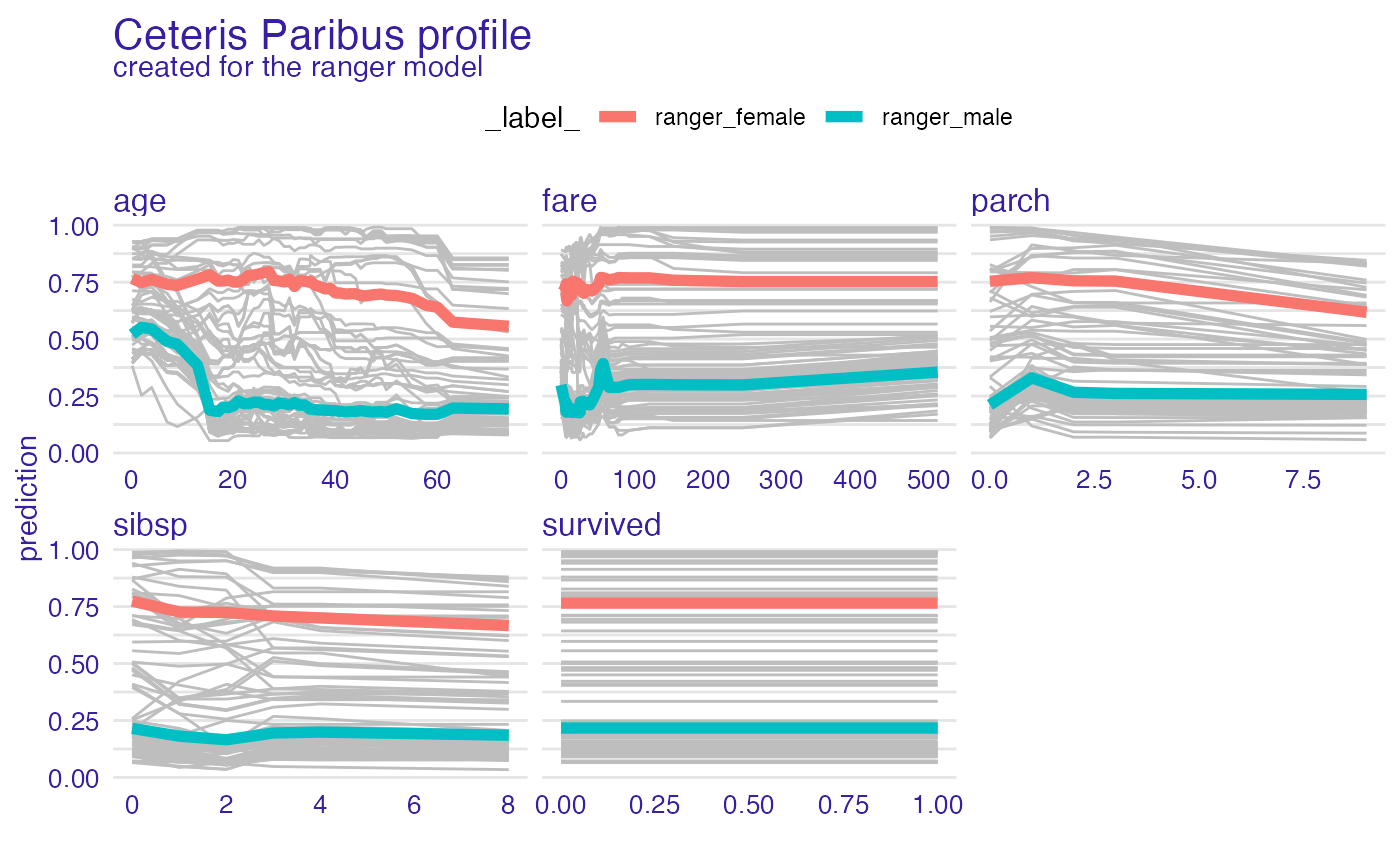 Ceteris Paribus profile
created for the ranger model
_label_ ranger_female ranger_male
age fare parch
1.00
0.75
0.50
0.25
0.00
0 20 40 60 0 100 200 300 400 500 0.0 2.5 5.0 7.5
prediction
sibsp survived
1.00
0.75
0.50
0.25
0.00
0 2 4 6 8 0.00 0.25 0.50 0.75 1.00